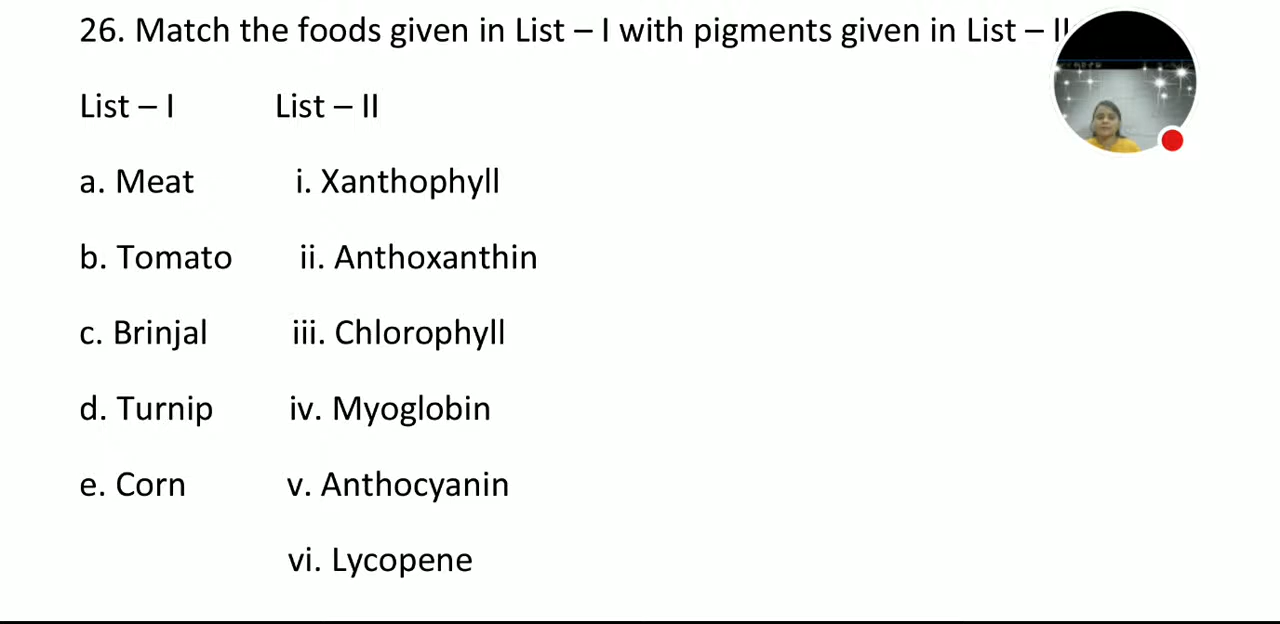 26. Match the foods given in List – I with pigments given in List – II
List – I List – II
a. Meat i. Xanthophyll
b. Tomato ii. Anthoxanthin
c. Brinjal iii. Chlorophyll
d. Turnip iv. Myoglobin
e. Corn v. Anthocyanin
vi. Lycopene